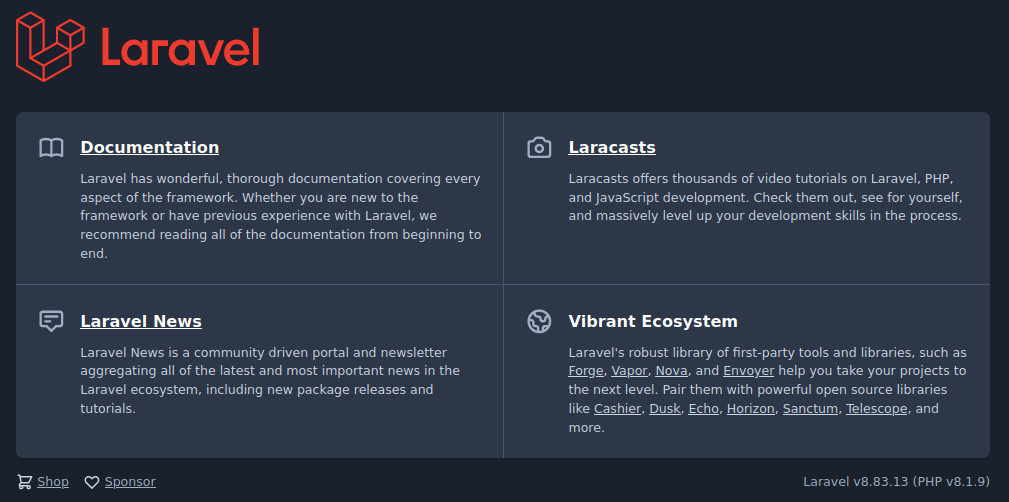 Laravel
Documentation
Laravel has wonderful, thorough documentation covering every
aspect of the framework. Whether you are new to the
framework or have previous experience with Laravel, we
recommend reading all of the documentation from beginning to
end.
Laracasts
Laracasts offers thousands of video tutorials on Laravel, PHP,
and JavaScript development. Check them out, see for yourself,
and massively level up your development skills in the process.
Laravel News
Laravel News is a community driven portal and newsletter
aggregating all of the latest and most important news in the
Laravel ecosystem, including new package releases and
tutorials.
Vibrant Ecosystem
Laravel's robust library of first-party tools and libraries, such as
Forge, Vapor, Nova, and Envoyer help you take your projects to
the next level. Pair them with powerful open source libraries
like Cashier, Dusk, Echo, Horizon, Sanctum, Telescope, and
more.
Shop Sponsor Laravel v8.83.13 (PHP v8.1.9)